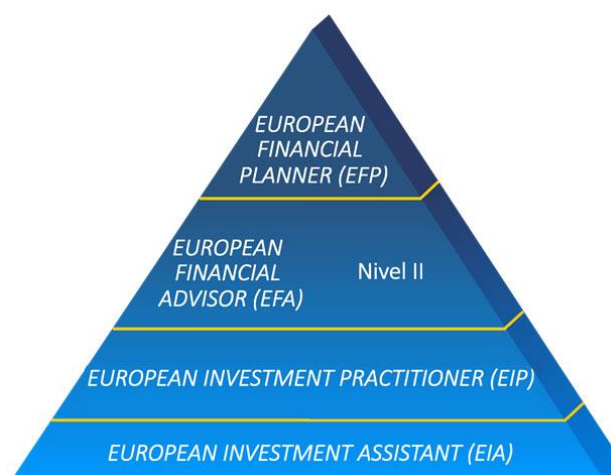 EUROPEAN
FINANCIAL
PLANNER (EFP)
EUROPEAN
FINANCIAL
ADVISOR (EFA)
Nivel II
EUROPEAN INVESTMENT PRACTITIONER (EIP)
EUROPEAN INVESTMENT ASSISTANT (EIA)